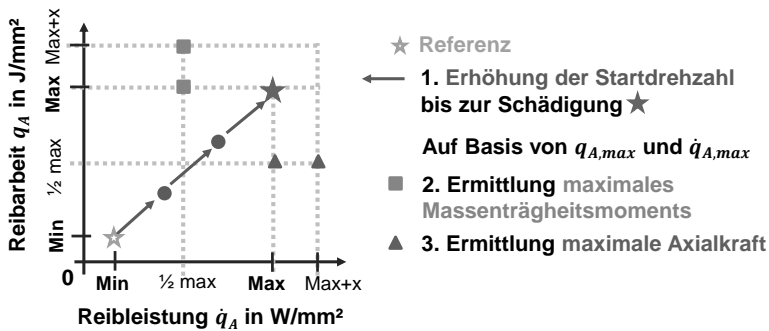 Reibarbeit q_A in J/mm²
Max+x
Max
½ max
Min
0
Min
½ max
Max
Max+x
Reibleistung q̇_A in W/mm²
Referenz
1. Erhöhung der Startdrehzahl
bis zur Schädigung
Auf Basis von q_A,max und q̇_A,max
2. Ermittlung maximales
Massenträgheitsmoments
3. Ermittlung maximale Axialkraft